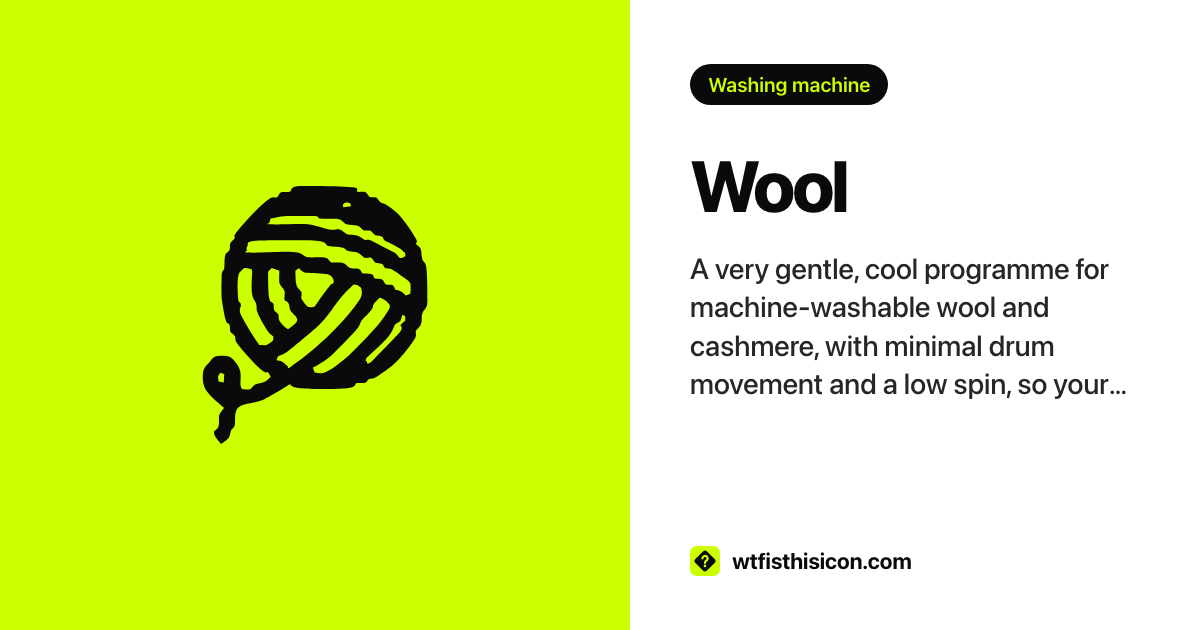 Washing machine
Wool
A very gentle, cool programme for
machine-washable wool and
cashmere, with minimal drum
movement and a low spin, so your...
?
wtfisthisicon.com